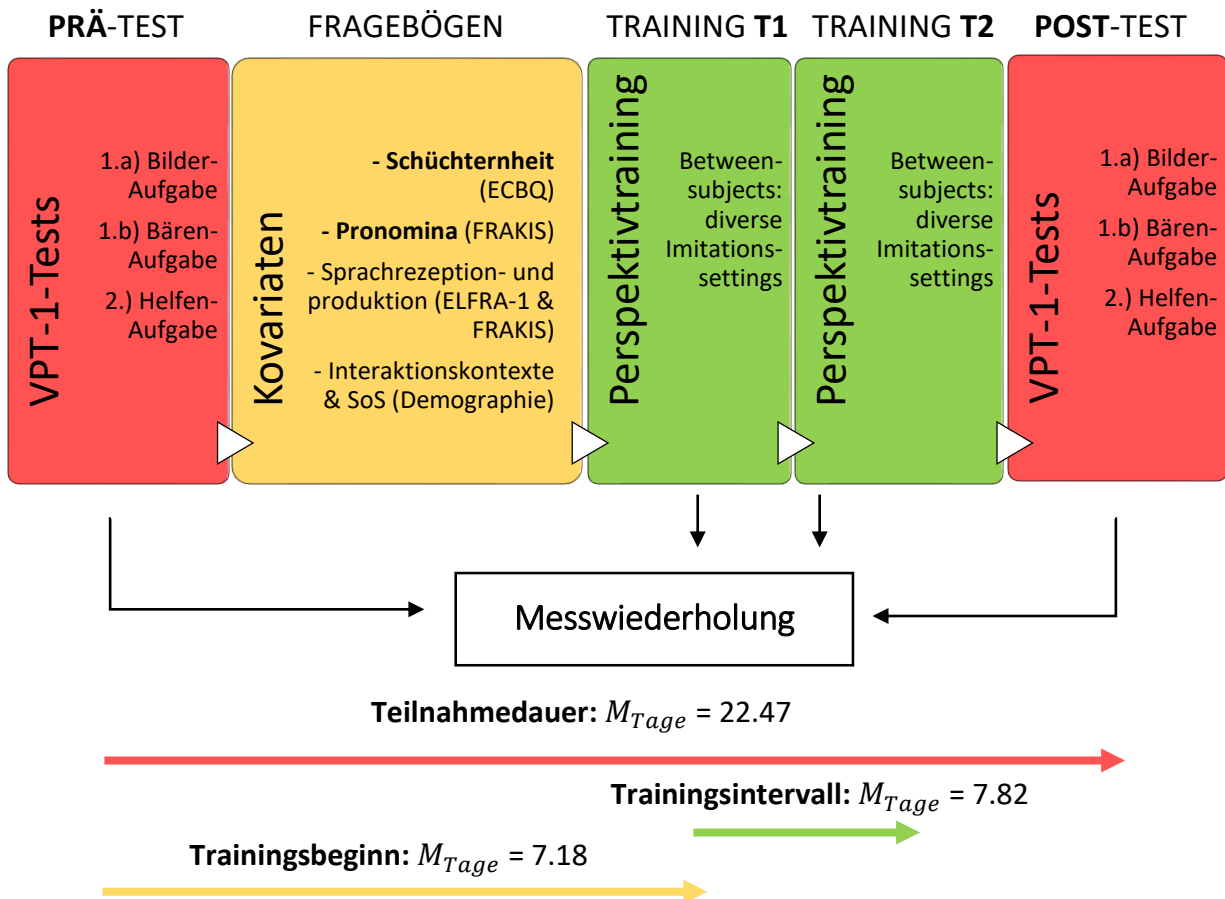 PRÄ-TEST
FRAGEBÖGEN
TRAINING T1
TRAINING T2
POST-TEST
VPT-1-Tests
1.a) Bilder-
Aufgabe
1.b) Bären-
Aufgabe
2.) Helfen-
Aufgabe
Kovariaten
- Schüchternheit
(ECBQ)
- Pronomina (FRAKIS)
- Sprachrezeption- und
produktion (ELFRA-1 &
FRAKIS)
- Interaktionskontexte
& SoS (Demographie)
Perspektivtraining
Between-
subjects:
diverse
Imitations-
settings
Perspektivtraining
Between-
subjects:
diverse
Imitations-
settings
VPT-1-Tests
1.a) Bilder-
Aufgabe
1.b) Bären-
Aufgabe
2.) Helfen-
Aufgabe
Messwiederholung
Teilnahmedauer: M_Tage = 22.47
Trainingsintervall: M_Tage = 7.82
Trainingsbeginn: M_Tage = 7.18